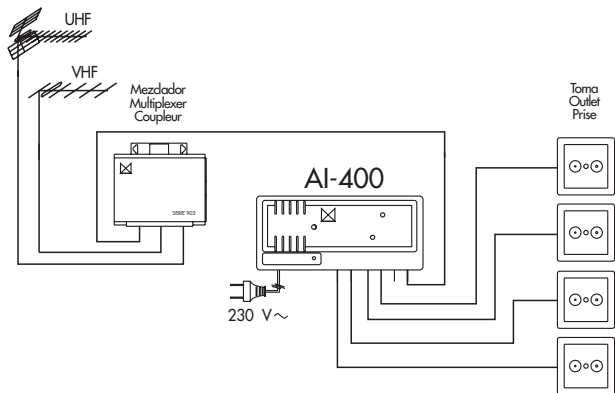 UHF
VHF
Mezclador
Multiplexer
Coupleur
Toma
Outlet
Prise
AI-400
SERIE 903
230 V~